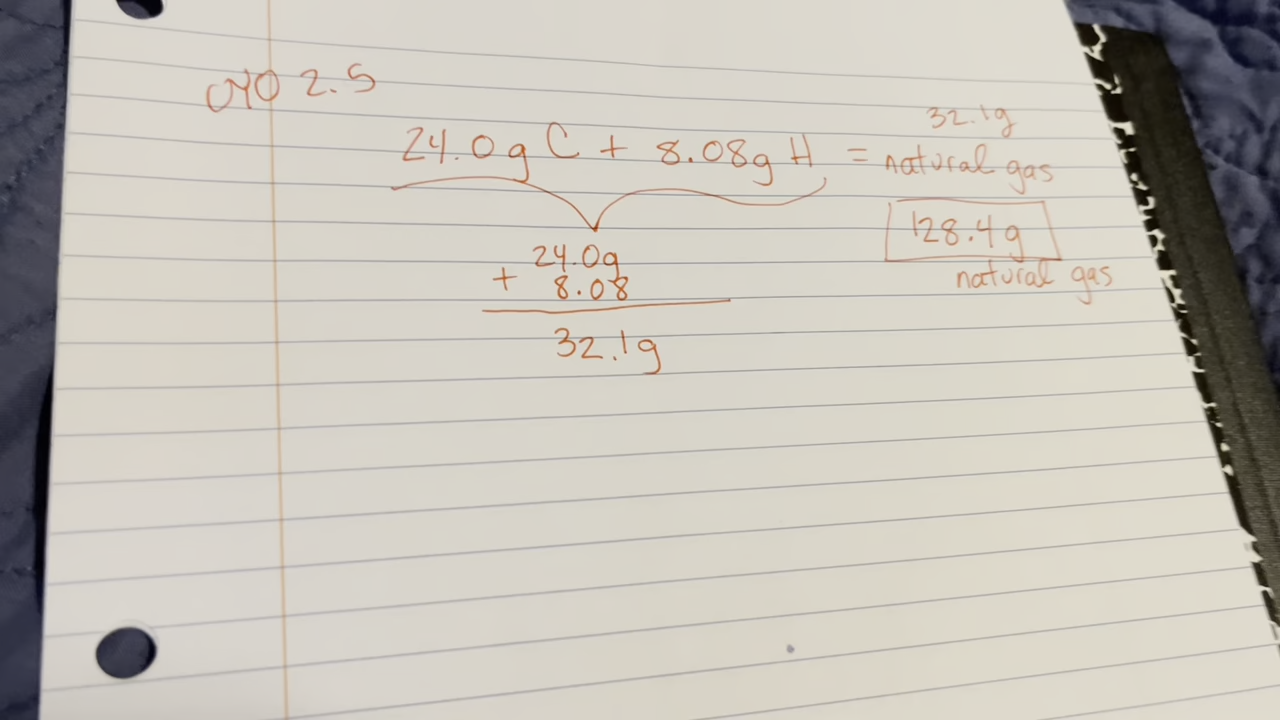 OYO 2.5
32.1g
24.0g C + 8.08g H = natural gas
128.4g
natural gas
24.0g
+ 8.08
32.1g